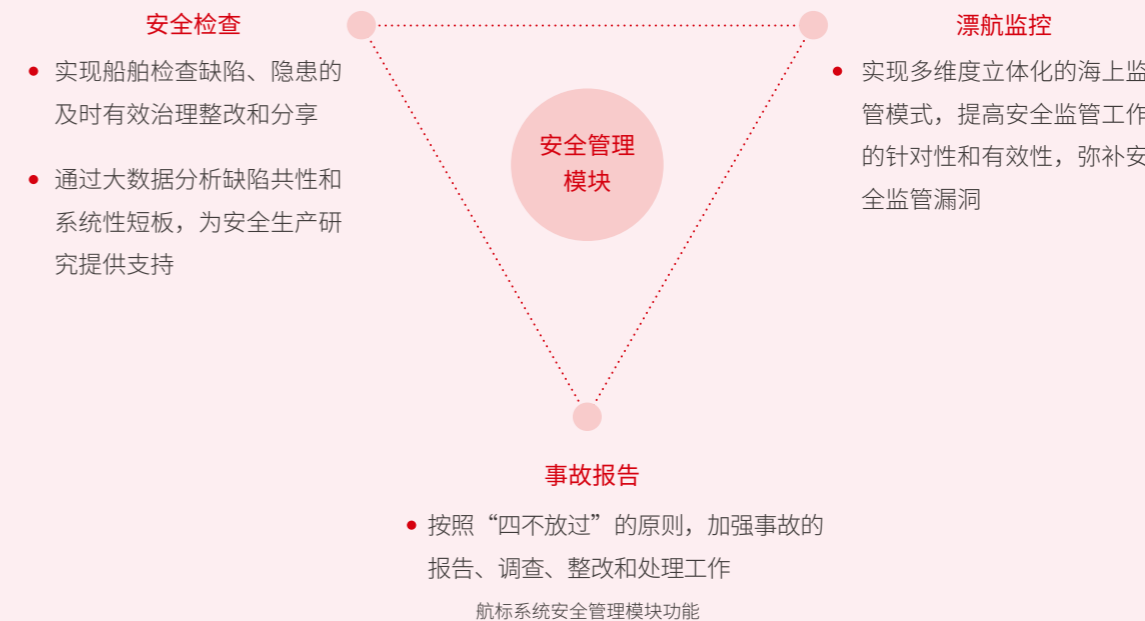 安全检查
实现船舶检查缺陷、隐患的
及时有效治理整改和分享
通过大数据分析缺陷共性和
系统性短板，为安全生产研
究提供支持
安全管理
模块
漂航监控
实现多维度立体化的海上监
管模式，提高安全监管工作
的针对性和有效性，弥补安
全监管漏洞
事故报告
按照“四不放过”的原则，加强事故的
报告、调查、整改和处理工作
航标系统安全管理模块功能